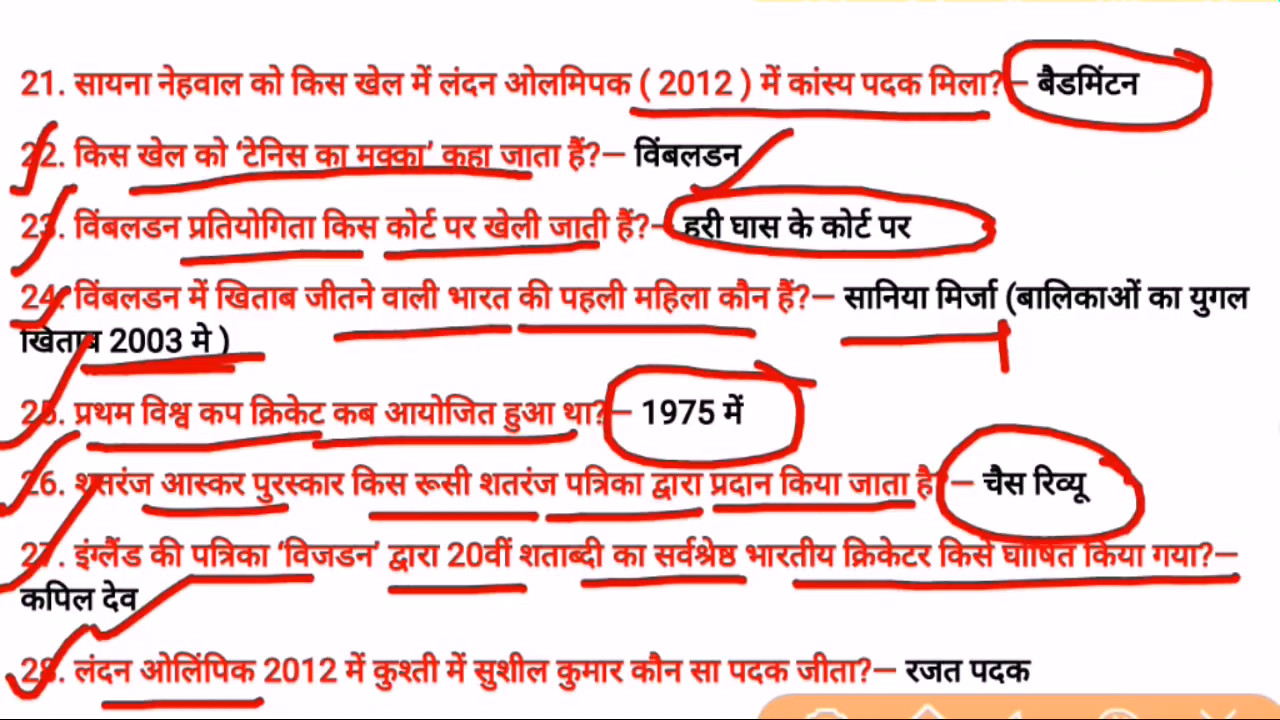 21. सायना नेहवाल को किस खेल में लंदन ओलमिपक ( 2012 ) में कांस्य पदक मिला?— बैडमिंटन
22. किस खेल को ‘टेनिस का मक्का’ कहा जाता हैं?— विंबलडन
23. विंबलडन प्रतियोगिता किस कोर्ट पर खेली जाती हैं?— हरी घास के कोर्ट पर
24. विंबलडन में खिताब जीतने वाली भारत की पहली महिला कौन हैं?— सानिया मिर्जा (बालिकाओं का युगल
खिताब 2003 मे )
25. प्रथम विश्व कप क्रिकेट कब आयोजित हुआ था?— 1975 में
26. शतरंज आस्कर पुरस्कार किस रूसी शतरंज पत्रिका द्वारा प्रदान किया जाता है?— चैस रिव्यू
27. इंग्लैंड की पत्रिका ‘विजडन’ द्वारा 20वीं शताब्दी का सर्वश्रेष्ठ भारतीय क्रिकेटर किसे घोषित किया गया?—
कपिल देव
28. लंदन ओलिंपिक 2012 में कुश्ती में सुशील कुमार कौन सा पदक जीता?— रजत पदक